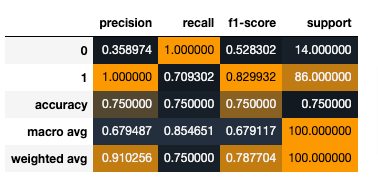 precision recall f1-score support
0 0.358974 1.000000 0.528302 14.000000
1 1.000000 0.709302 0.829932 86.000000
accuracy 0.750000 0.750000 0.750000 0.750000
macro avg 0.679487 0.854651 0.679117 100.000000
weighted avg 0.910256 0.750000 0.787704 100.000000